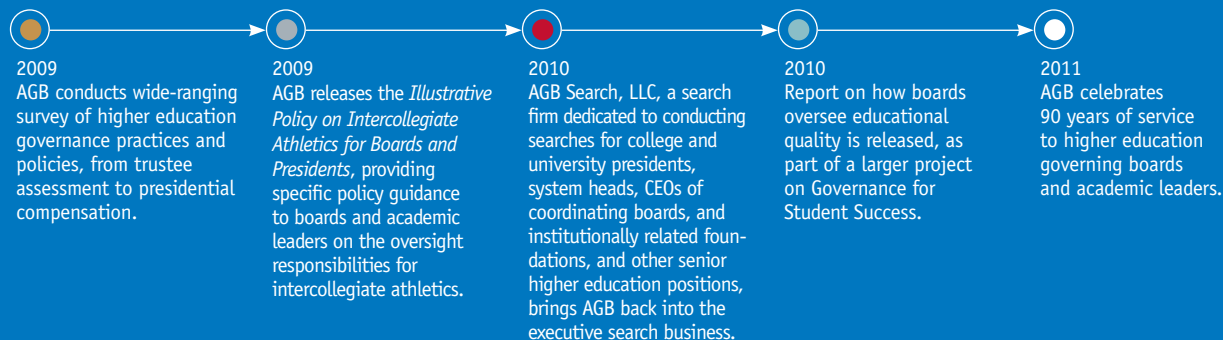 2009
AGB conducts wide-ranging
survey of higher education
governance practices and
policies, from trustee
assessment to presidential
compensation.
2009
AGB releases the Illustrative
Policy on Intercollegiate
Athletics for Boards and
Presidents, providing
specific policy guidance
to boards and academic
leaders on the oversight
responsibilities for
intercollegiate athletics.
2010
AGB Search, LLC, a search
firm dedicated to conducting
searches for college and
university presidents,
system heads, CEOs of
coordinating boards, and
institutionally related foun-
dations, and other senior
higher education positions,
brings AGB back into the
executive search business.
2010
Report on how boards
oversee educational
quality is released, as
part of a larger project
on Governance for
Student Success.
2011
AGB celebrates
90 years of service
to higher education
governing boards
and academic leaders.